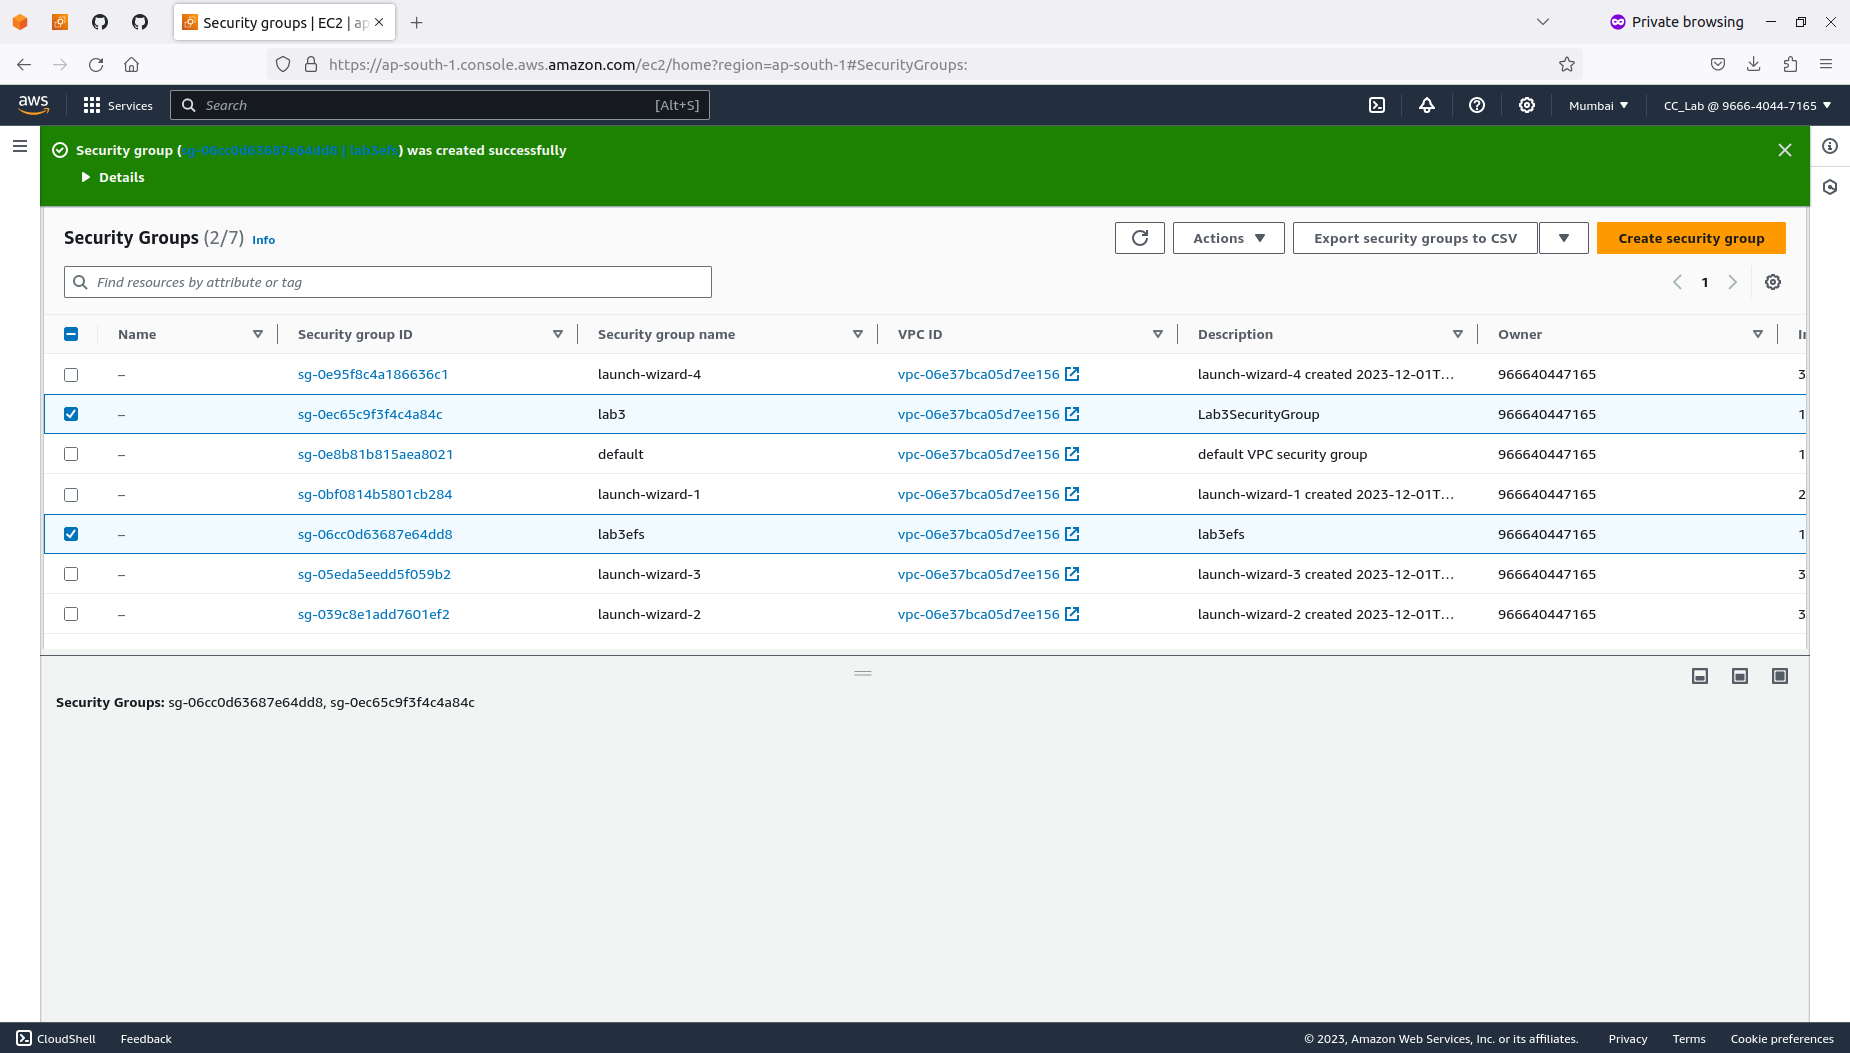 Security groups | EC2 | ap
Private browsing
https://ap-south-1.console.aws.amazon.com/ec2/home?region=ap-south-1#SecurityGroups:
aws Services Search [Alt+S] Mumbai CC_Lab @ 9666-4044-7165
Security group (sg-06cc0d63687e64dd8 | lab3efs) was created successfully
Details
Security Groups (2/7) Info Actions Export security groups to CSV Create security group
Find resources by attribute or tag 1
Name Security group ID Security group name VPC ID Description Owner
– sg-0e95f8c4a186636c1 launch-wizard-4 vpc-06e37bca05d7ee156 launch-wizard-4 created 2023-12-01T... 966640447165 3
– sg-0ec65c9f3f4c4a84c lab3 vpc-06e37bca05d7ee156 Lab3SecurityGroup 966640447165 1
– sg-0e8b81b815aea8021 default vpc-06e37bca05d7ee156 default VPC security group 966640447165 1
– sg-0bf0814b5801cb284 launch-wizard-1 vpc-06e37bca05d7ee156 launch-wizard-1 created 2023-12-01T... 966640447165 2
– sg-06cc0d63687e64dd8 lab3efs vpc-06e37bca05d7ee156 lab3efs 966640447165 1
– sg-05eda5eedd5f059b2 launch-wizard-3 vpc-06e37bca05d7ee156 launch-wizard-3 created 2023-12-01T... 966640447165 3
– sg-039c8e1add7601ef2 launch-wizard-2 vpc-06e37bca05d7ee156 launch-wizard-2 created 2023-12-01T... 966640447165 3
Security Groups: sg-06cc0d63687e64dd8, sg-0ec65c9f3f4c4a84c
CloudShell Feedback © 2023, Amazon Web Services, Inc. or its affiliates. Privacy Terms Cookie preferences